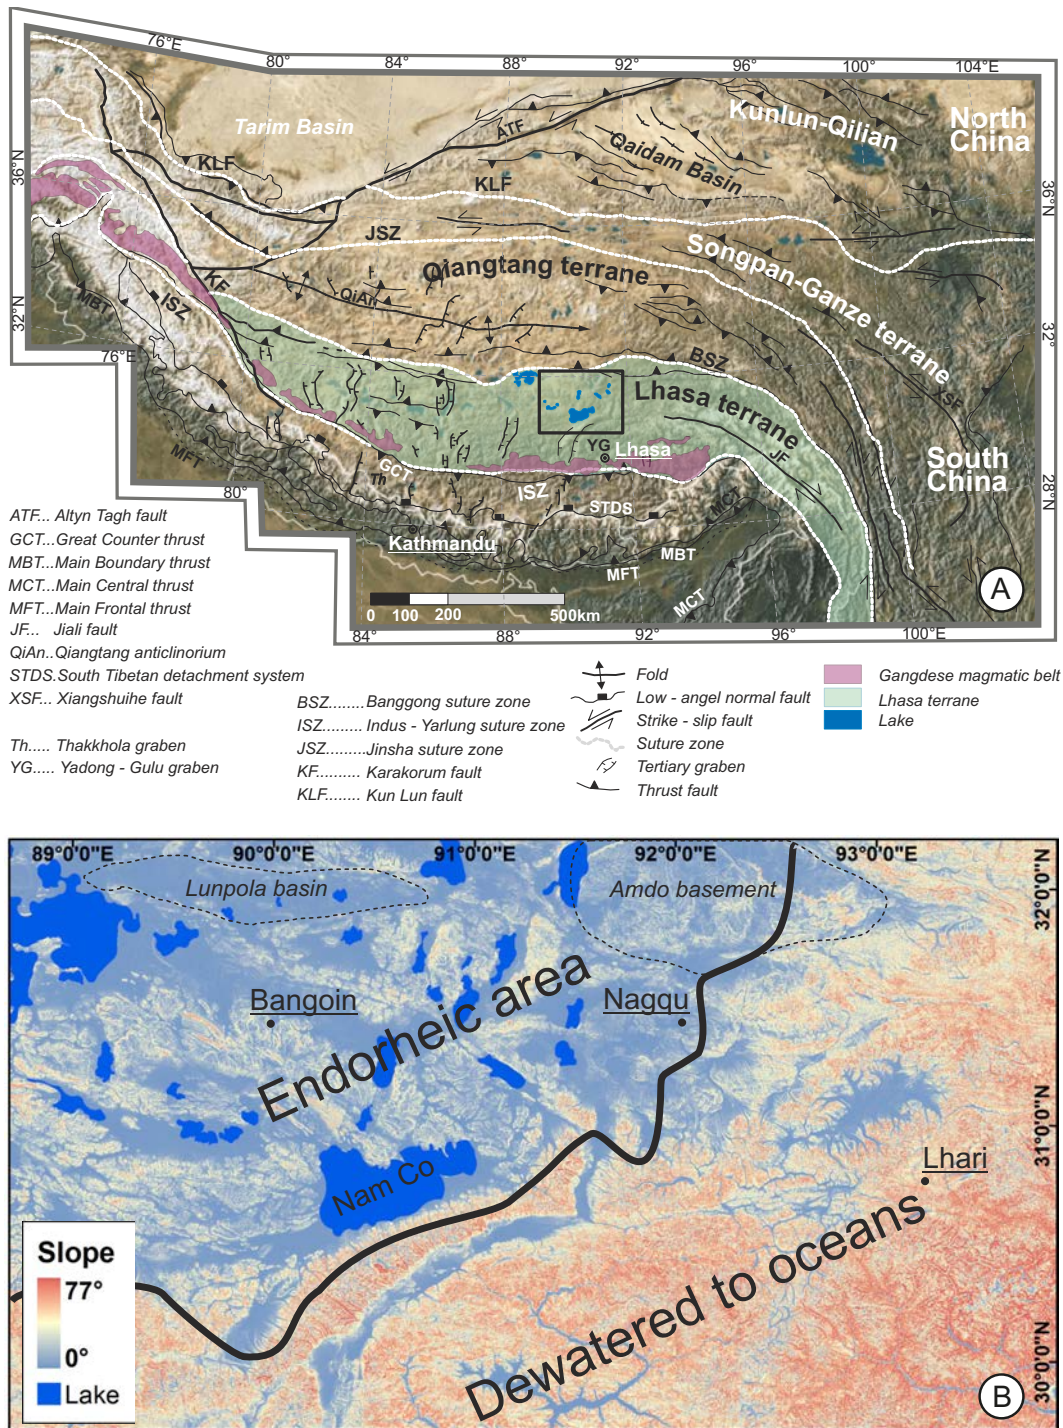 76°E
80°
84°
88°
92°
96°
100°
104°E
Tarim Basin
ATF
Kunlun-Qilian
North
China
Qaidam Basin
KLF
KLF
36°N
36°N
JSZ
Songpan-Ganze terrane
Qiangtang terrane
KF
QiAn
ISZ
MBT
32°N
32°
76°E
BSZ
Lhasa terrane
XSF
JF
YG
Lhasa
South
China
MFT
GCT
Th
ISZ
STDS
MCT
28°N
80°
Kathmandu
MBT
MFT
MCT
A
0 100 200 500km
84°
88°
92°
96°
100°E
ATF... Altyn Tagh fault
GCT...Great Counter thrust
MBT...Main Boundary thrust
MCT...Main Central thrust
MFT...Main Frontal thrust
JF... Jiali fault
QiAn..Qiangtang anticlinorium
STDS.South Tibetan detachment system
XSF... Xiangshuihe fault
Th..... Thakkhola graben
YG..... Yadong - Gulu graben
BSZ........Banggong suture zone
ISZ.........Indus - Yarlung suture zone
JSZ.........Jinsha suture zone
KF.......... Karakorum fault
KLF........ Kun Lun fault
Fold
Low - angel normal fault
Strike - slip fault
Suture zone
Tertiary graben
Thrust fault
Gangdese magmatic belt
Lhasa terrane
Lake
89°0'0"E
90°0'0"E
91°0'0"E
92°0'0"E
93°0'0"E
Lunpola basin
Amdo basement
32°0'0"N
Bangoin
Endorheic area
Nagqu
31°0'0"N
Lhari
Nam Co
Dewatered to oceans
Slope
77°
0°
Lake
30°0'0"N
B